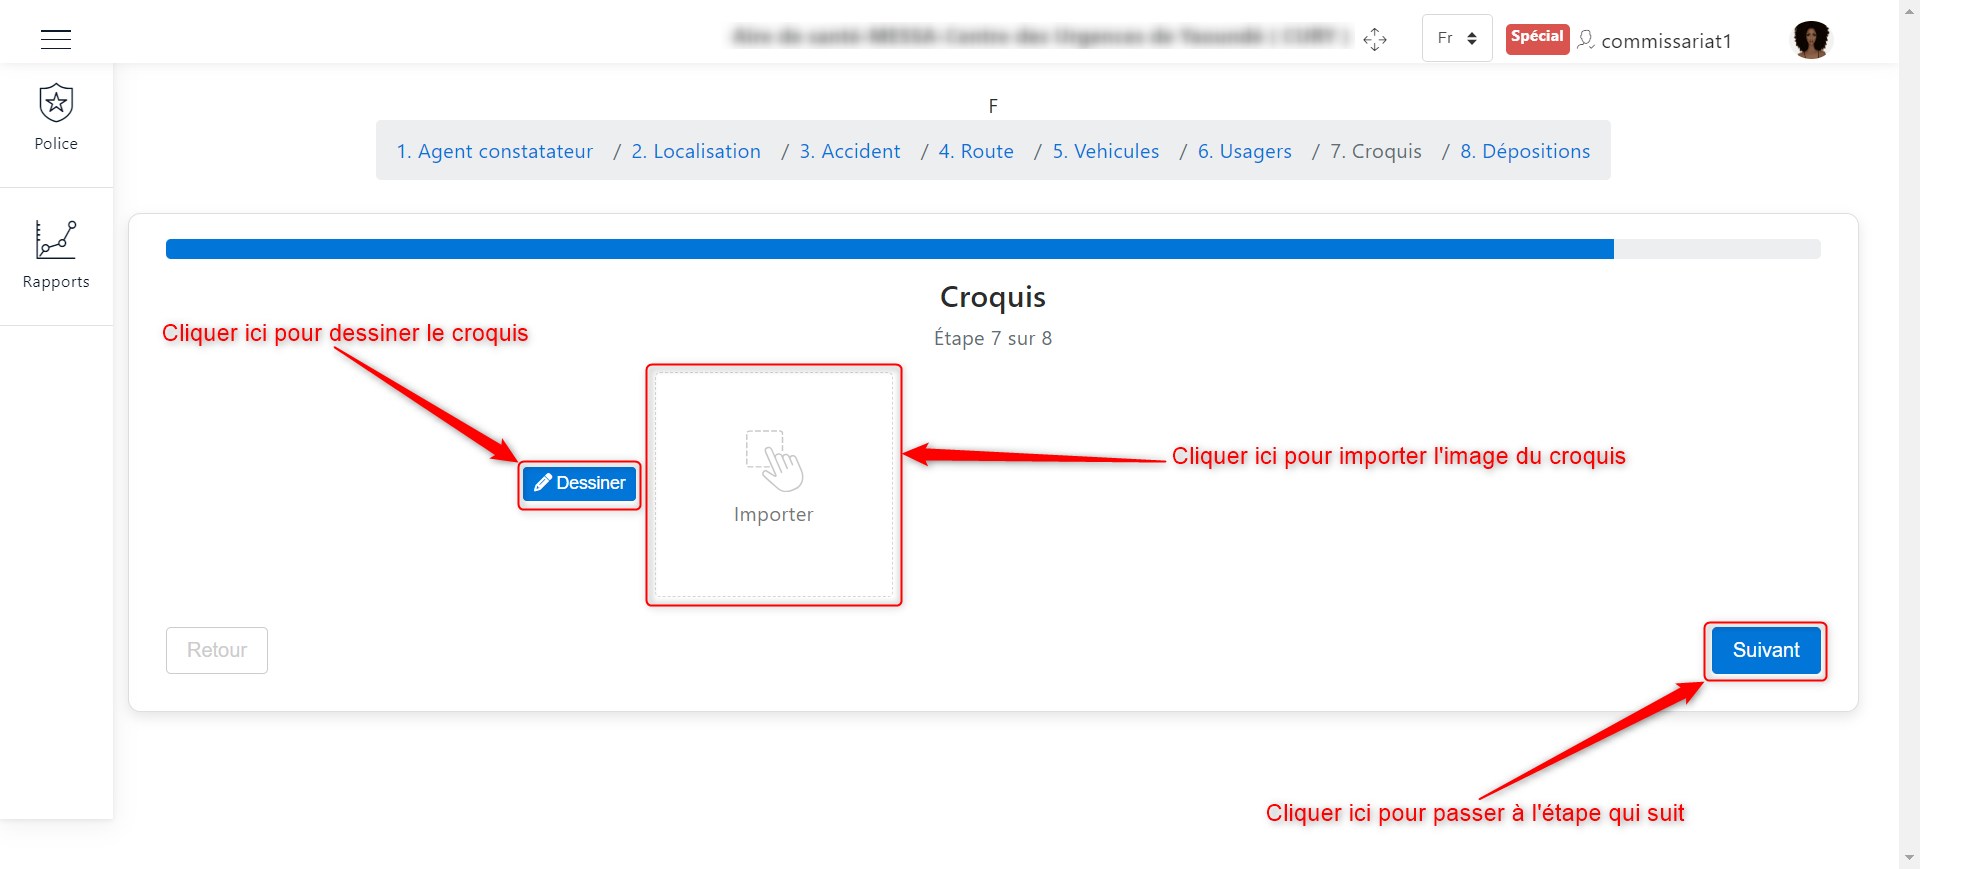 Fr
Spécial
commissariat1
Police
Rapports
F
1. Agent constatateur / 2. Localisation / 3. Accident / 4. Route / 5. Vehicules / 6. Usagers / 7. Croquis / 8. Dépositions
Croquis
Étape 7 sur 8
Cliquer ici pour dessiner le croquis
Cliquer ici pour importer l'image du croquis
Dessiner
Importer
Retour
Suivant
Cliquer ici pour passer à l'étape qui suit